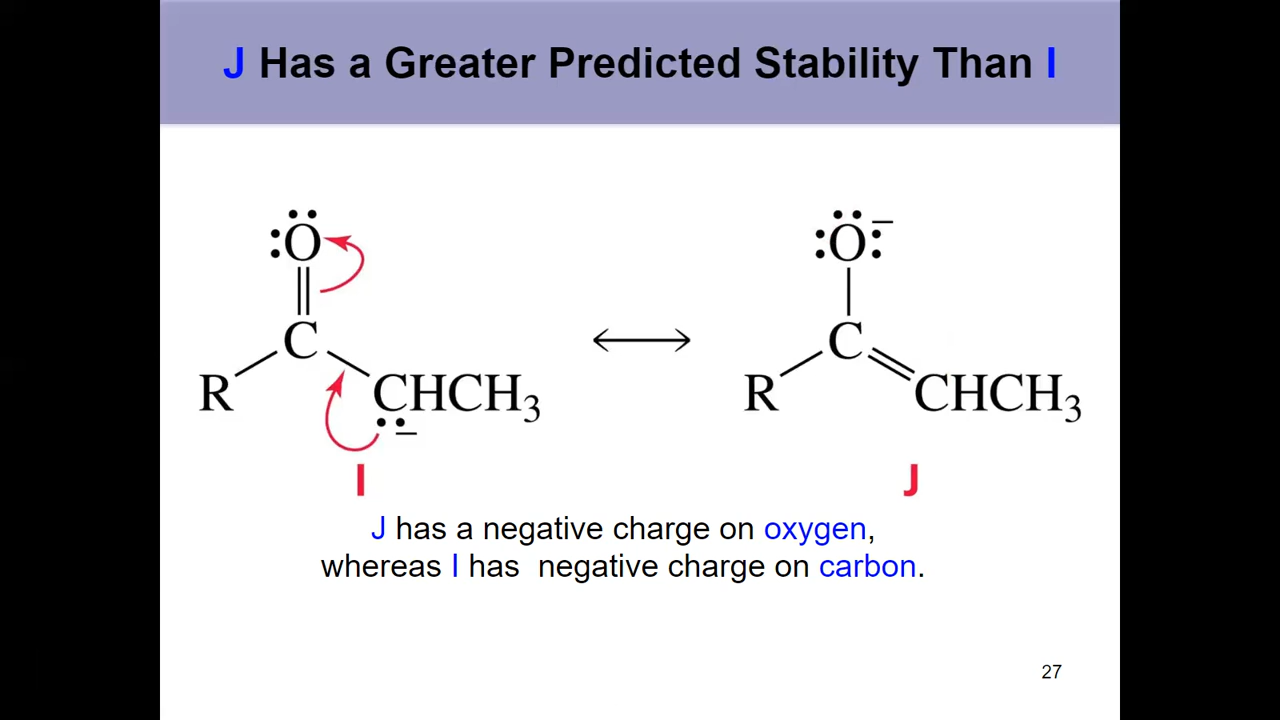 J Has a Greater Predicted Stability Than I
:O
:O:−
C
C
R
CHCH3
R
CHCH3
I
J
J has a negative charge on oxygen,
whereas I has  negative charge on carbon.
27